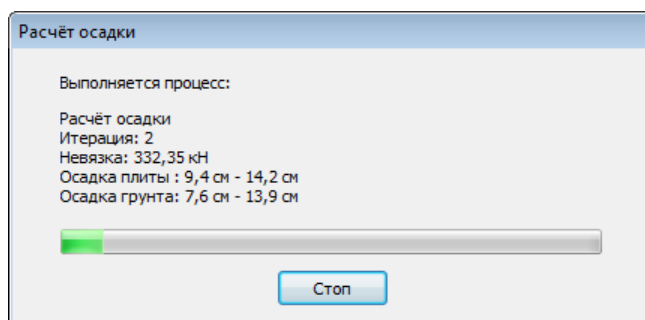 Расчёт осадки
Выполняется процесс:
Расчёт осадки
Итерация: 2
Невязка: 332,35 кН
Осадка плиты : 9,4 см - 14,2 см
Осадка грунта: 7,6 см - 13,9 см
Стоп